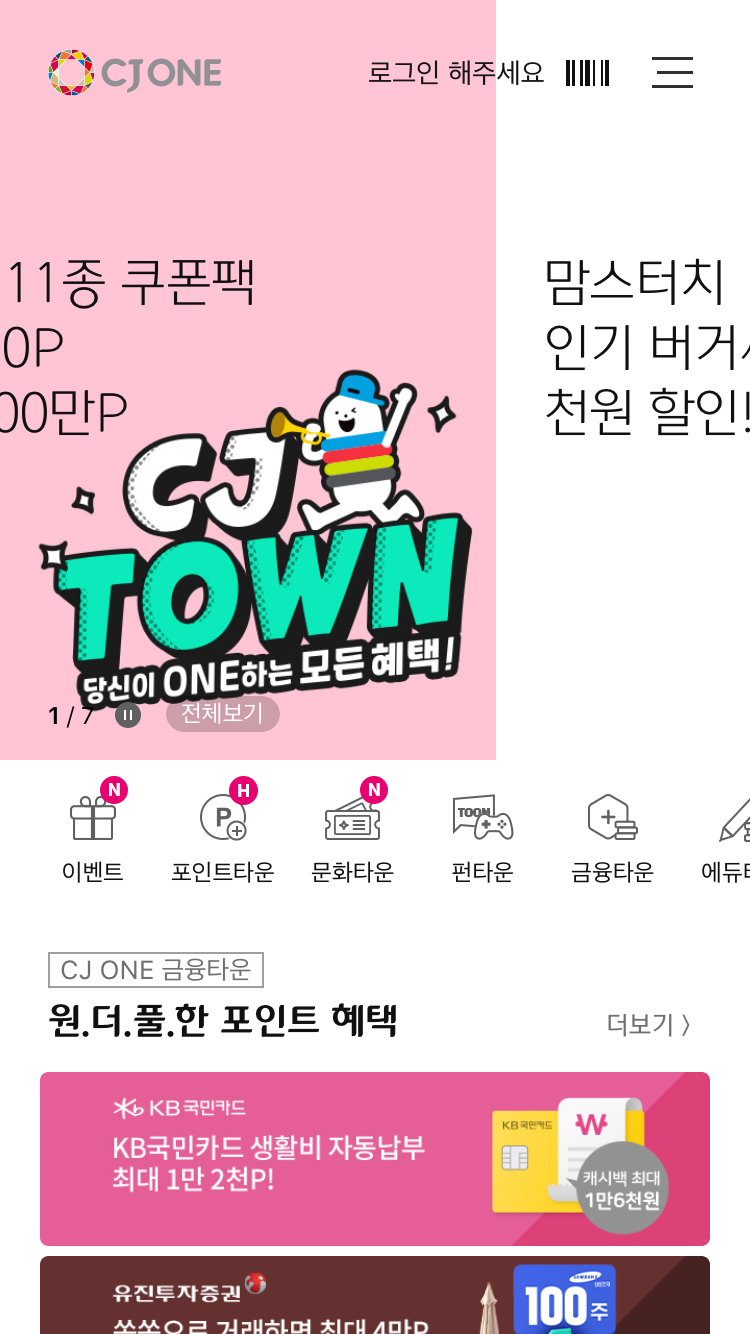 CJ ONE
로그인 해주세요
11종 쿠폰팩
0P
00만P
맘스터치
인기 버거
천원 할인!
CJ
TOWN
당신이 ONE하는 모든 혜택!
1 / 7
전체보기
N
H
N
P
TOON
이벤트
포인트타운
문화타운
펀타운
금융타운
에듀
CJ ONE 금융타운
원.더.풀.한 포인트 혜택
더보기 〉
KB국민카드
KB국민카드 생활비 자동납부
최대 1만 2천P!
KB국민카드
₩
캐시백 최대
1만6천원
유진투자증권
쏙쏙으로 거래하면 최대 4만P
SAMSUNG
100주